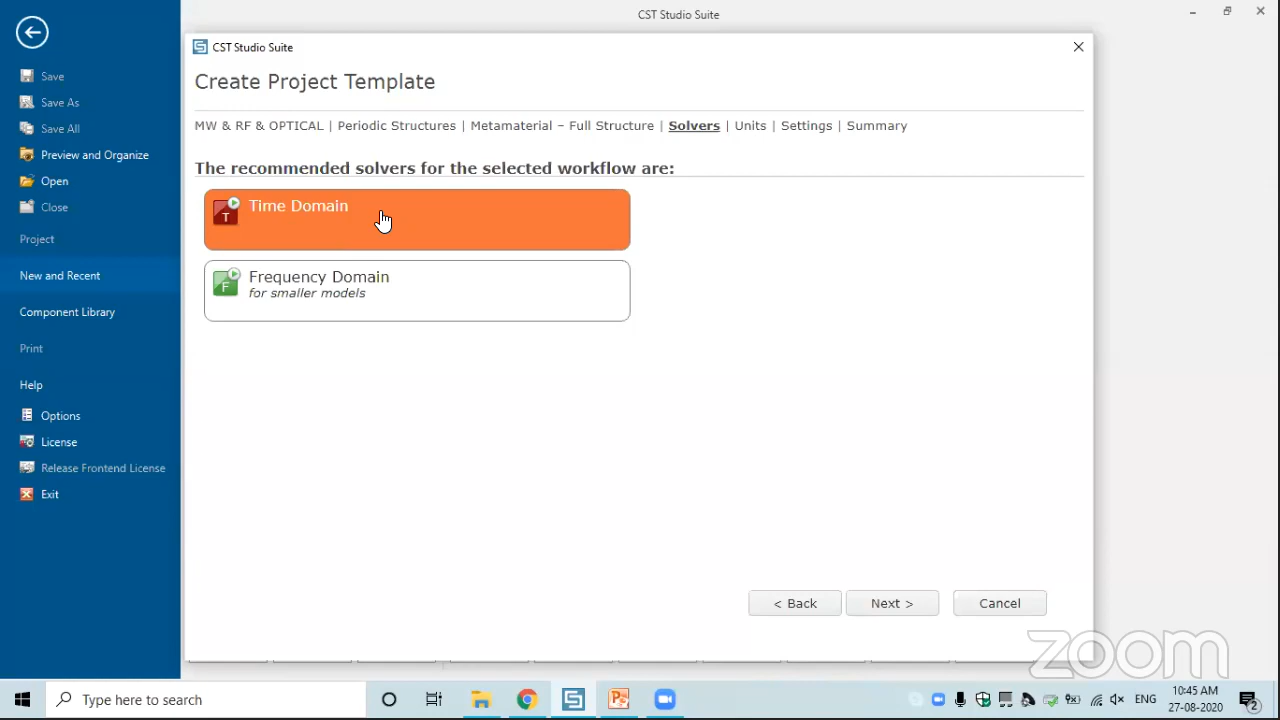 CST Studio Suite
Save
Save As
Save All
Preview and Organize
Open
Close
Project
New and Recent
Component Library
Print
Help
Options
License
Release Frontend License
Exit
CST Studio Suite
Create Project Template
MW & RF & OPTICAL | Periodic Structures | Metamaterial – Full Structure | Solvers | Units | Settings | Summary
The recommended solvers for the selected workflow are:
T
Time Domain
F
Frequency Domain
for smaller models
< Back
Next >
Cancel
zoom
Type here to search
ENG
10:45 AM
27-08-2020
2